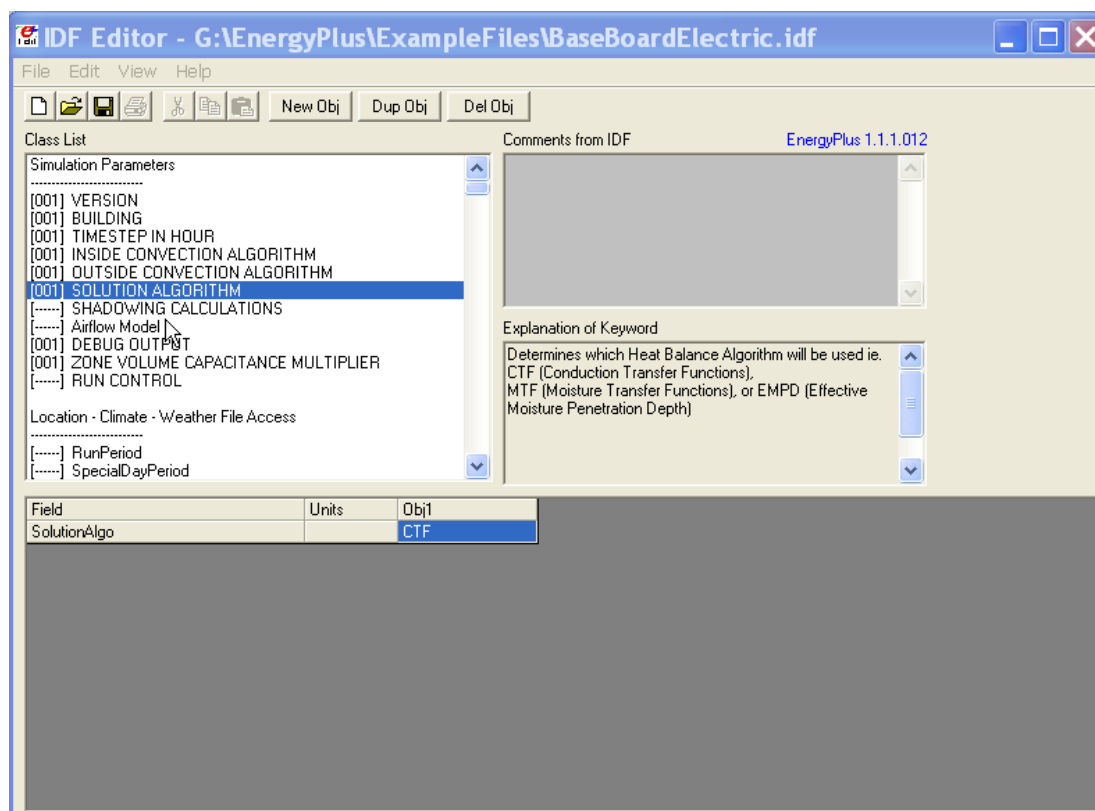 IDF Editor - G:\EnergyPlus\ExampleFiles\BaseBoardElectric.idf
File Edit View Help
New Obj Dup Obj Del Obj
Class List
Comments from IDF EnergyPlus 1.1.1.012
Simulation Parameters
---------------------------
[001] VERSION
[001] BUILDING
[001] TIMESTEP IN HOUR
[001] INSIDE CONVECTION ALGORITHM
[001] OUTSIDE CONVECTION ALGORITHM
[001] SOLUTION ALGORITHM
[------] SHADOWING CALCULATIONS
[------] Airflow Model
[001] DEBUG OUTPUT
[001] ZONE VOLUME CAPACITANCE MULTIPLIER
[------] RUN CONTROL
Location - Climate - Weather File Access
---------------------------
[------] RunPeriod
[------] SpecialDayPeriod
Explanation of Keyword
Determines which Heat Balance Algorithm will be used ie.
CTF (Conduction Transfer Functions),
MTF (Moisture Transfer Functions), or EMPD (Effective
Moisture Penetration Depth)
Field Units Obj1
SolutionAlgo CTF